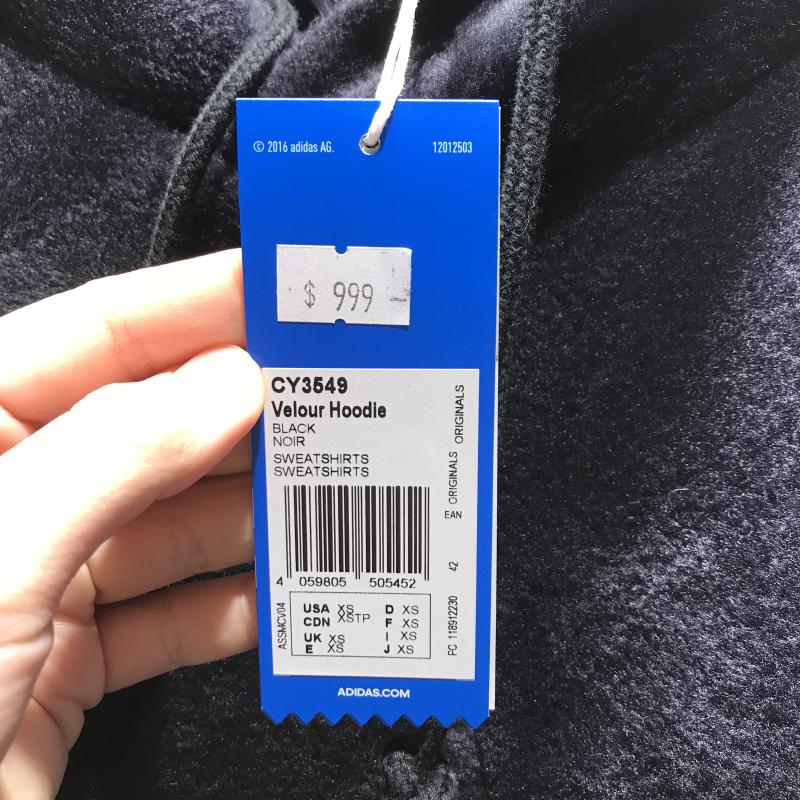 © 2016 adidas AG. 12012503
$ 999
CY3549
Velour Hoodie
BLACK
NOIR
SWEATSHIRTS
SWEATSHIRTS
ORIGINALS ORIGINALS
EAN
4 059805 505452
42
ASSMCV04
PC 118912230
USA XS D XS
CDN XSTP F XS
UK XS I XS
E XS J XS
ADIDAS.COM